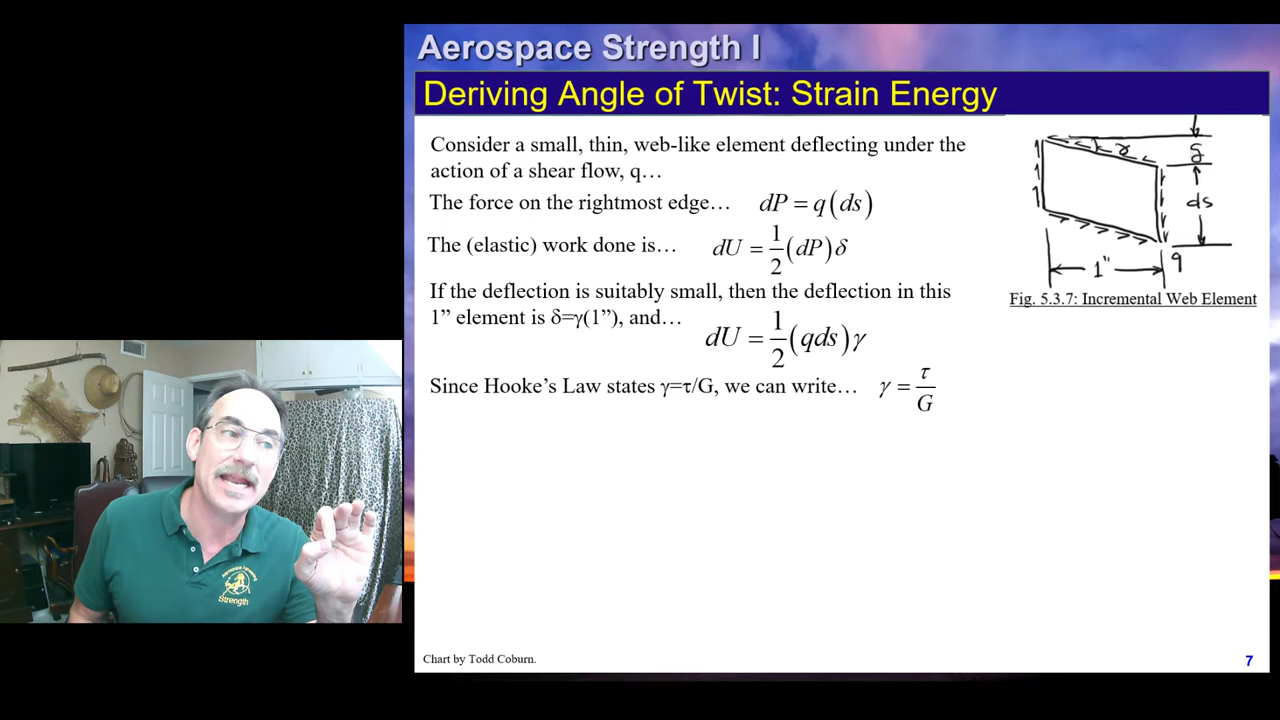 Aerospace Strength I
Deriving Angle of Twist: Strain Energy
Consider a small, thin, web-like element deflecting under the
action of a shear flow, q…
The force on the rightmost edge… dP = q(ds)
The (elastic) work done is… dU = 1/2 (dP)δ
If the deflection is suitably small, then the deflection in this
1” element is δ=γ(1”), and… dU = 1/2 (qds)γ
Since Hooke’s Law states γ=τ/G, we can write… γ = τ/G
γ
δ
ds
1"
q
Fig. 5.3.7: Incremental Web Element
Strength
Chart by Todd Coburn.
7